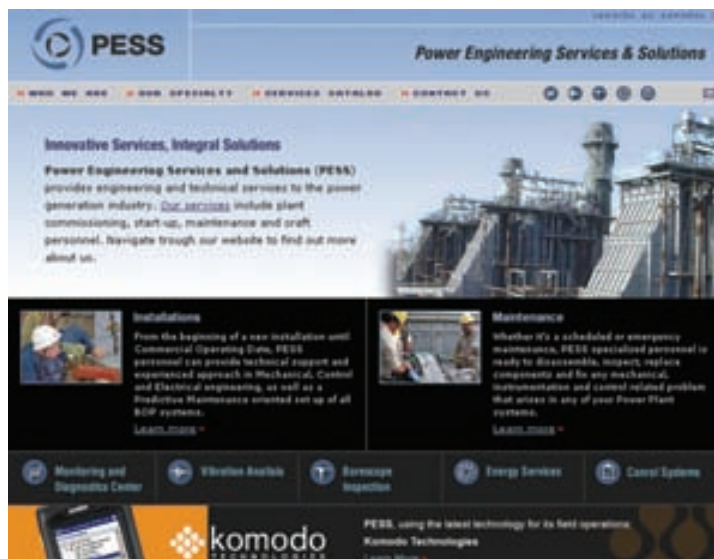 PESS
Power Engineering Services & Solutions
WHO WE ARE
OUR SPECIALTY
SERVICES CATALOG
CONTACT US
Innovative Services, Integral Solutions
Power Engineering Services and Solutions (PESS)
provides engineering and technical services to the power
generation industry. Our services include plant
commissioning, start-up, maintenance and craft
personnel. Navigate trough our website to find out more
about us.
Installations
From the beginning of a new installation until
Commercial Operating Date, PESS
personnel can provide technical support and
experienced approach in Mechanical, Control
and Electrical engineering, as well as a
Predictive Maintenance oriented set up of all
BOP systems.
Learn more
Maintenance
Whether it's a scheduled or emergency
maintenance, PESS specialized personnel is
ready to disassemble, inspect, replace
components and fix any mechanical,
instrumentation and control related problem
that arises in any of your Power Plant
systems.
Learn more
Monitoring and
Diagnostics Center
Vibration Analisis
Boroscope
Inspection
Energy Services
Conrol Systems
komodo
TECHNOLOGIES
PESS, using the latest technology for its field operations.
Komodo Technologies
Learn More